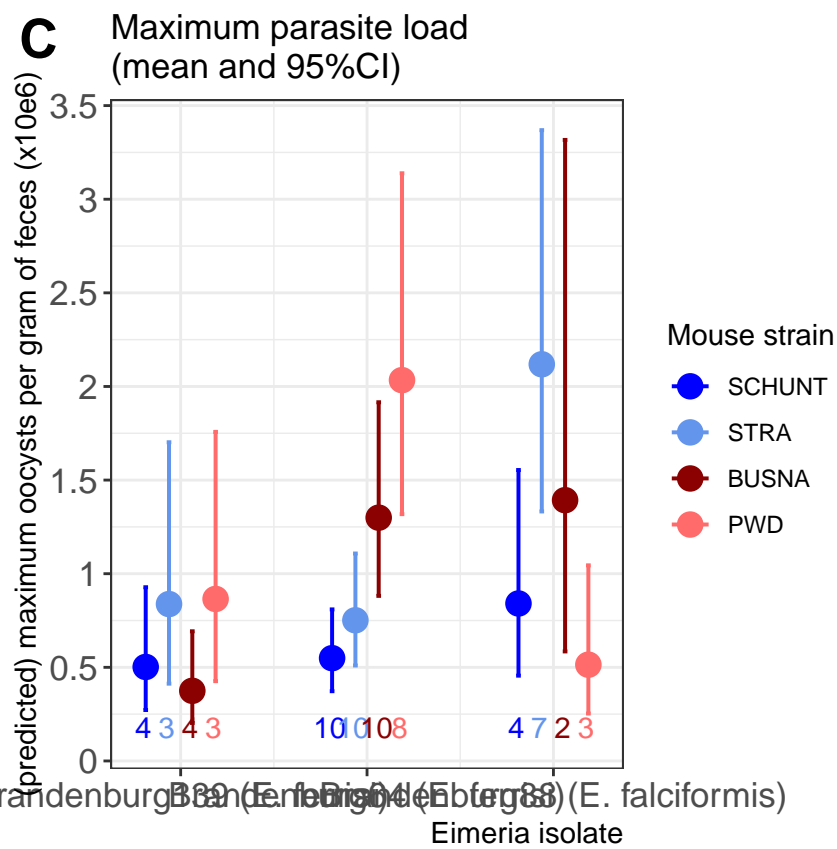 C
Maximum parasite load
(mean and 95%CI)
(predicted) maximum oocysts per gram of feces (x10e6)
3.5
3
2.5
2
1.5
1
0.5
0
4 3 4 3
10 10 10 8
4 7 2 3
(E. falciformis)
Eimeria isolate
Mouse strain
SCHUNT
STRA
BUSNA
PWD